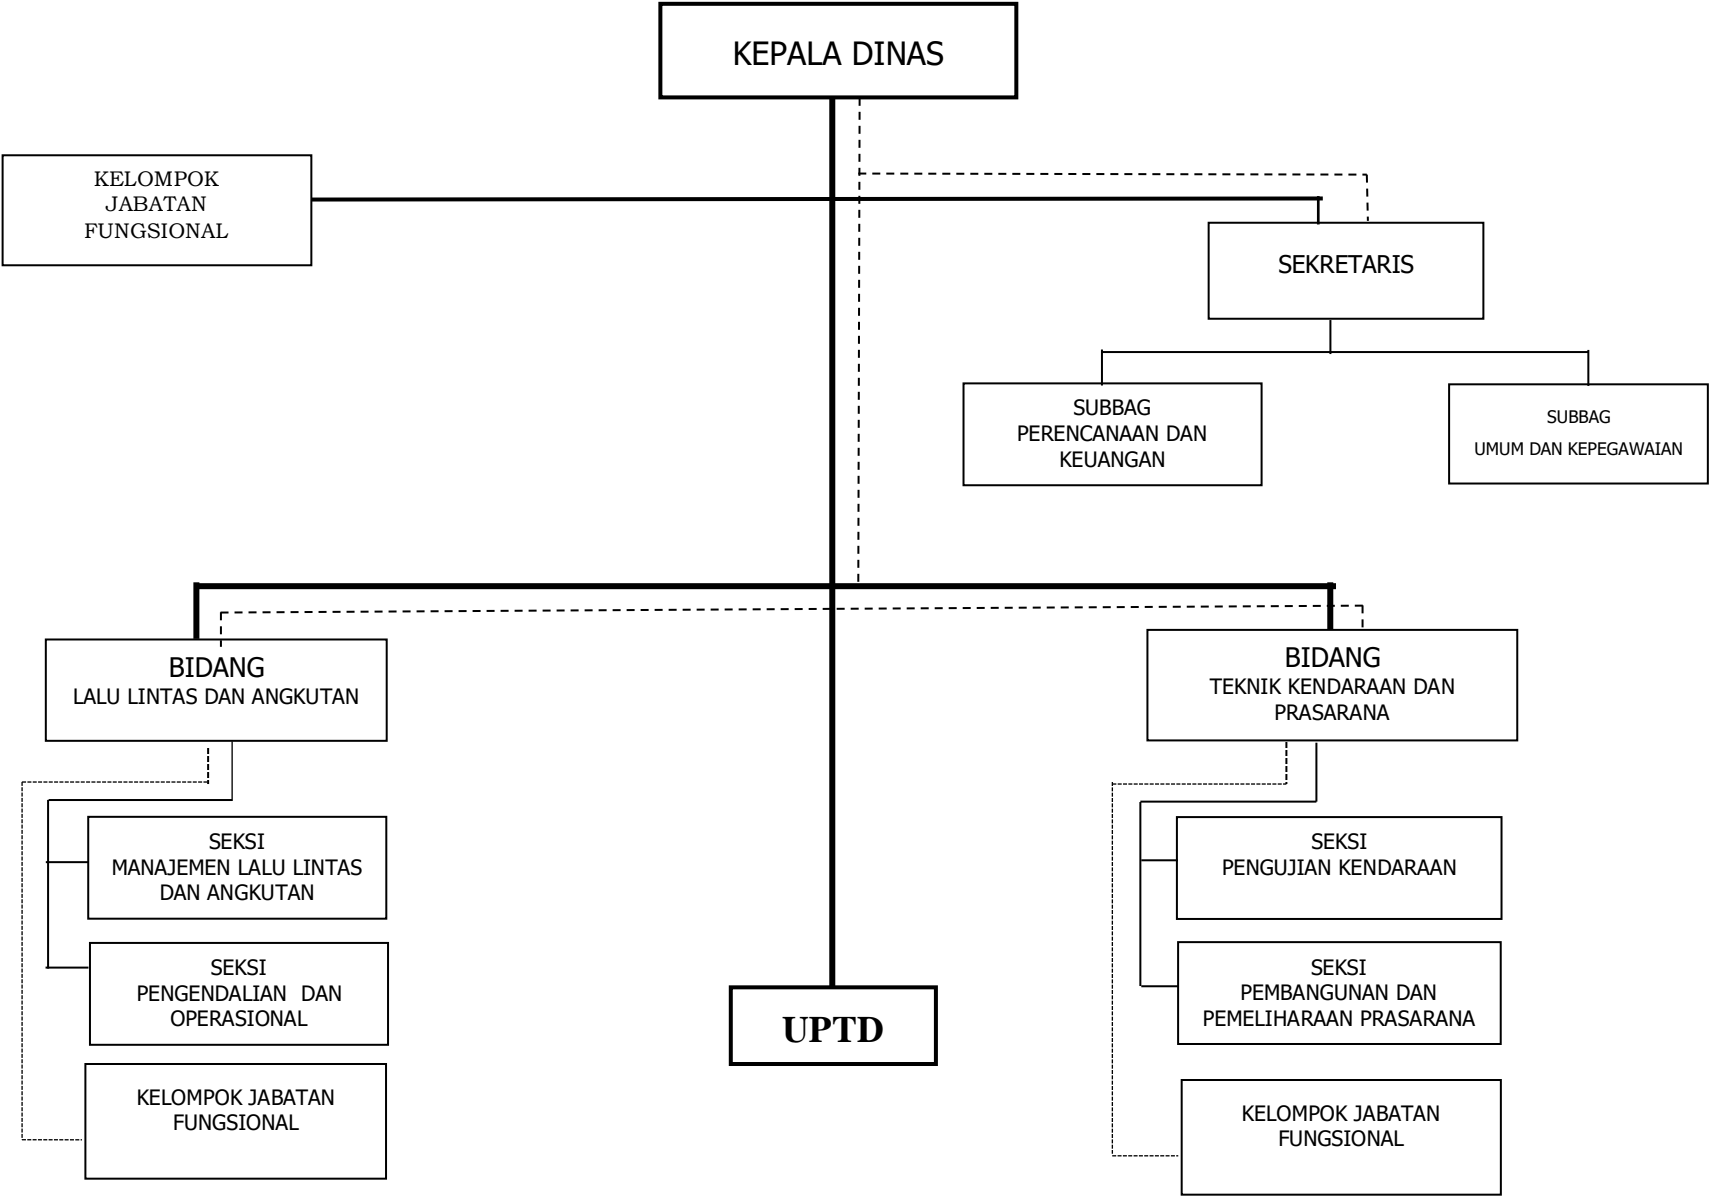 KEPALA DINAS
KELOMPOK
JABATAN
FUNGSIONAL
SEKRETARIS
SUBBAG
PERENCANAAN DAN
KEUANGAN
SUBBAG
UMUM DAN KEPEGAWAIAN
BIDANG
LALU LINTAS DAN ANGKUTAN
BIDANG
TEKNIK KENDARAAN DAN
PRASARANA
SEKSI
MANAJEMEN LALU LINTAS
DAN ANGKUTAN
SEKSI
PENGENDALIAN DAN
OPERASIONAL
KELOMPOK JABATAN
FUNGSIONAL
UPTD
SEKSI
PENGUJIAN KENDARAAN
SEKSI
PEMBANGUNAN DAN
PEMELIHARAAN PRASARANA
KELOMPOK JABATAN
FUNGSIONAL